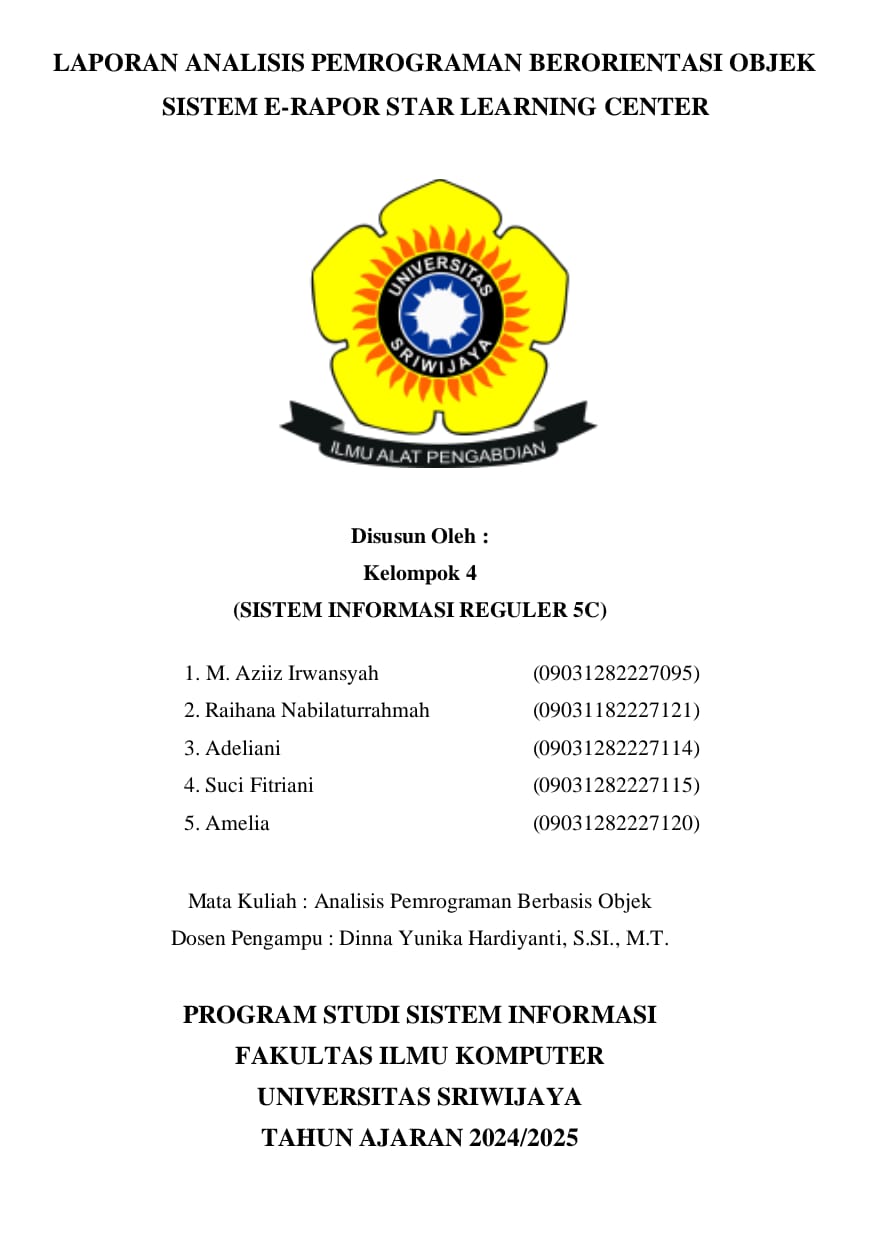 LAPORAN ANALISIS PEMROGRAMAN BERORIENTASI OBJEK
SISTEM E-RAPOR STAR LEARNING CENTER
UNIVERSITAS
SRIWIJAYA
ILMU ALAT PENGABDIAN
Disusun Oleh :
Kelompok 4
(SISTEM INFORMASI REGULER 5C)
1. M. Aziiz Irwansyah (09031282227095)
2. Raihana Nabilaturrahmah (09031182227121)
3. Adeliani (09031282227114)
4. Suci Fitriani (09031282227115)
5. Amelia (09031282227120)
Mata Kuliah : Analisis Pemrograman Berbasis Objek
Dosen Pengampu : Dinna Yunika Hardiyanti, S.SI., M.T.
PROGRAM STUDI SISTEM INFORMASI
FAKULTAS ILMU KOMPUTER
UNIVERSITAS SRIWIJAYA
TAHUN AJARAN 2024/2025